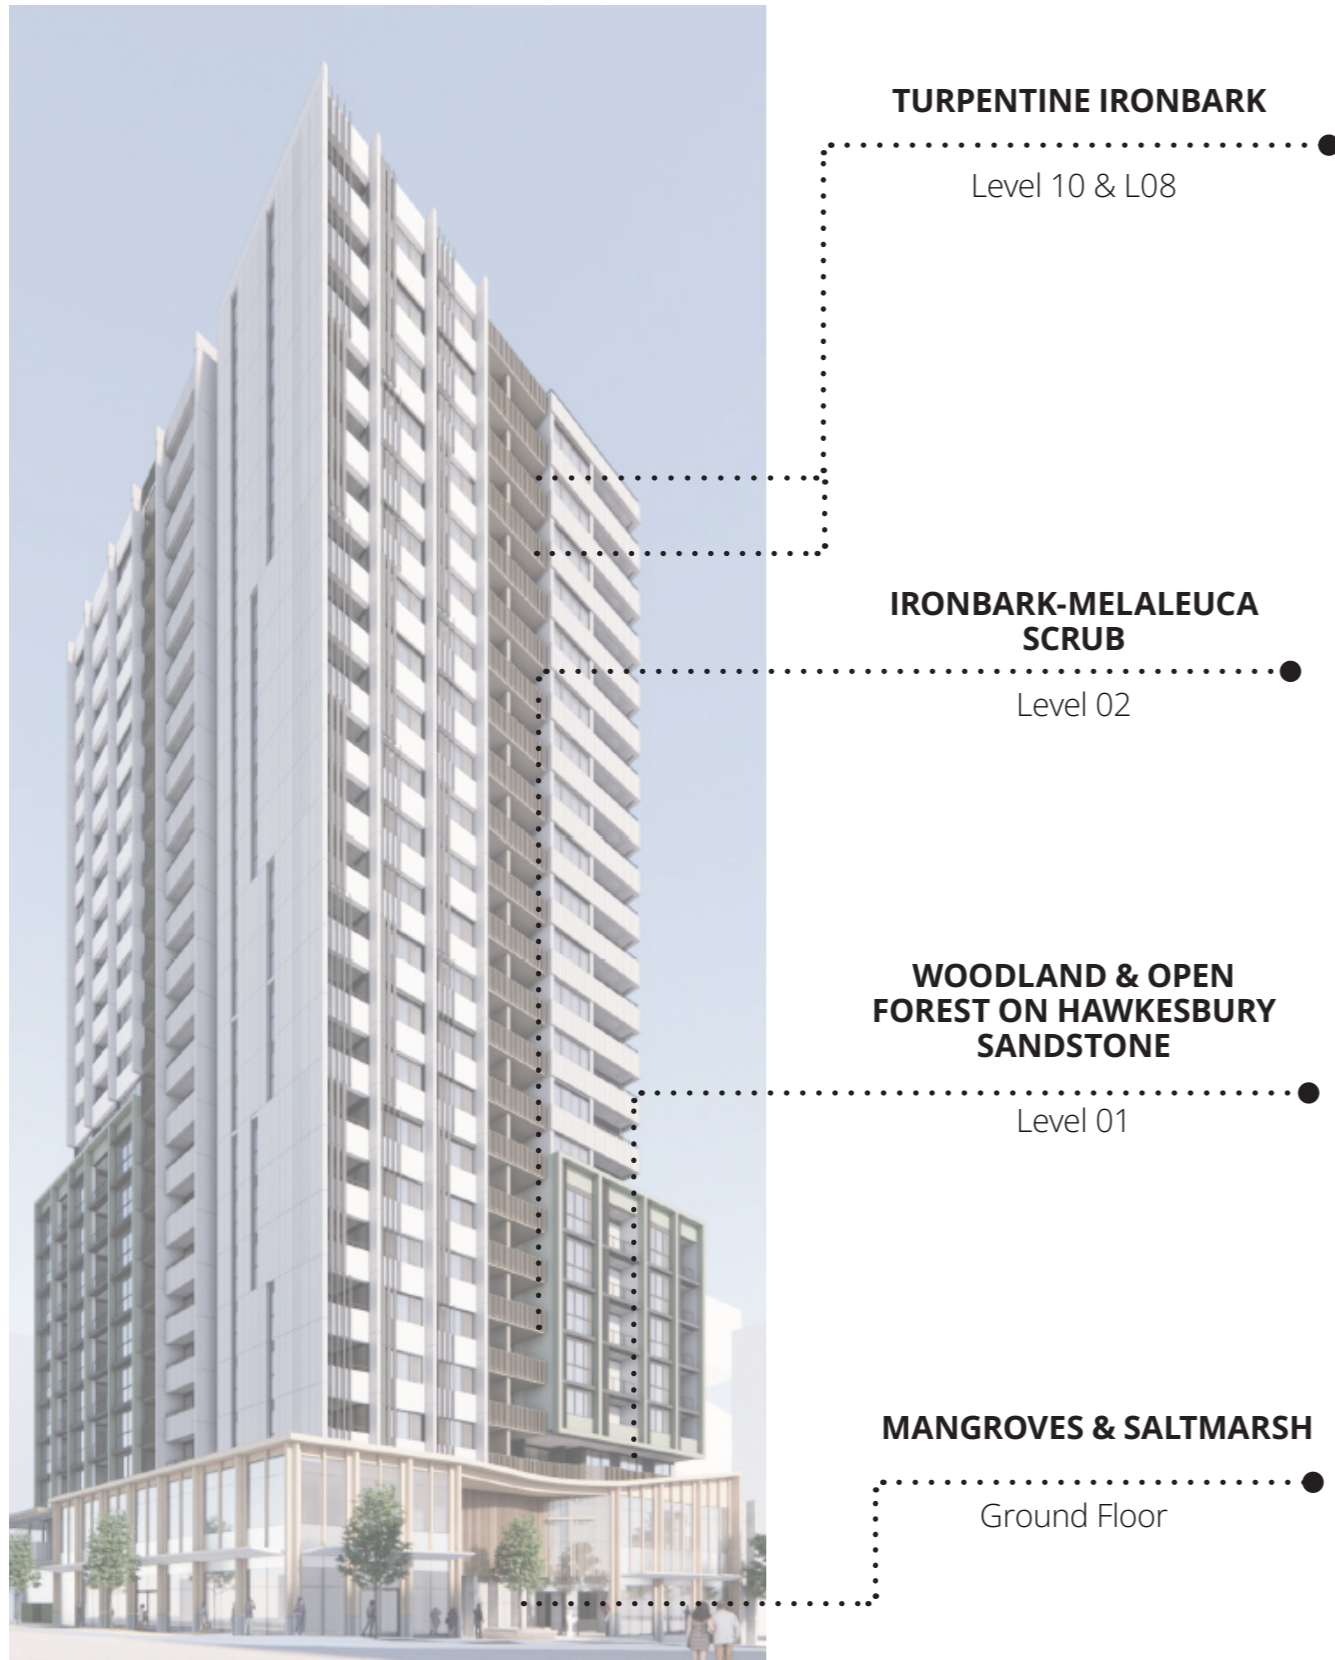 TURPENTINE IRONBARK
Level 10 & L08
IRONBARK-MELALEUCA
SCRUB
Level 02
WOODLAND & OPEN
FOREST ON HAWKESBURY
SANDSTONE
Level 01
MANGROVES & SALTMARSH
Ground Floor